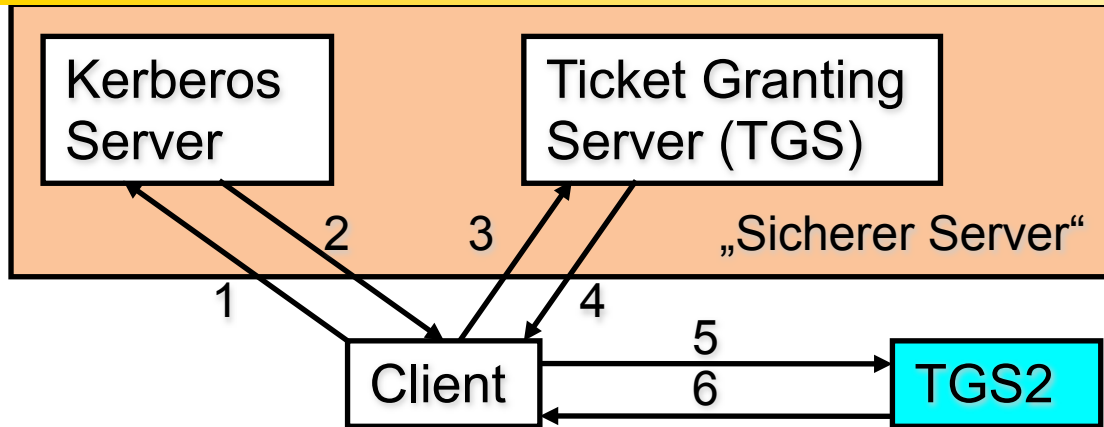 Kerberos
Server
Ticket Granting
Server (TGS)
2
3
„Sicherer Server“
1
4
5
Client
6
TGS2